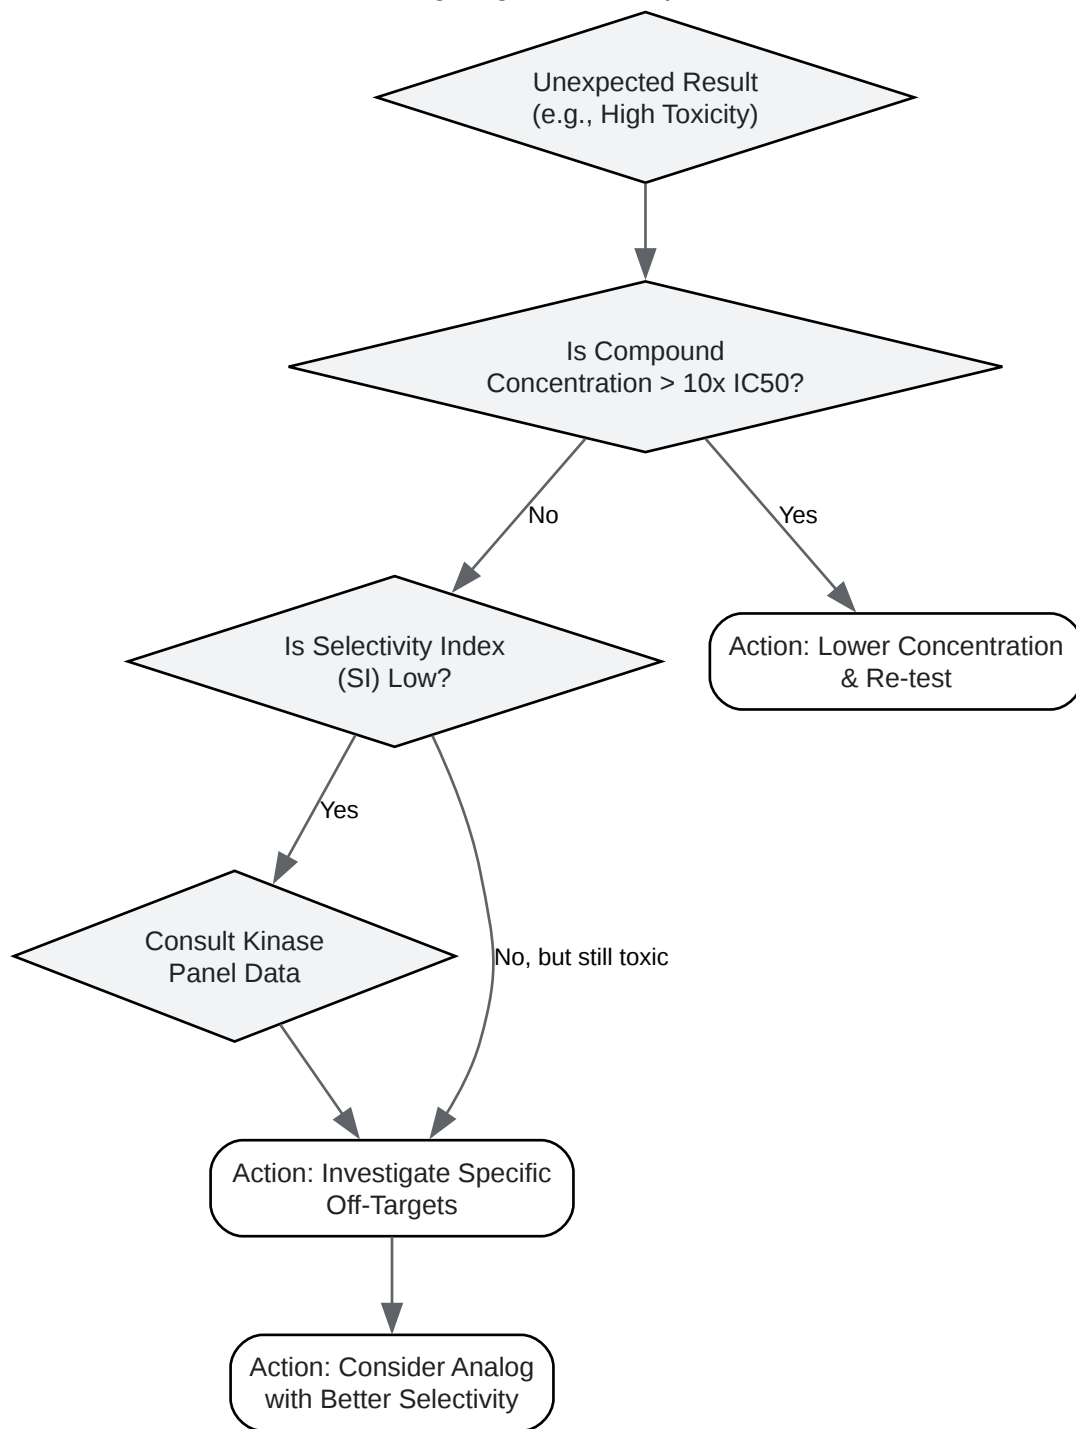 Unexpected Result
(e.g., High Toxicity)
Is Compound
Concentration > 10x IC50?
No
Yes
Is Selectivity Index
(SI) Low?
Action: Lower Concentration
& Re-test
Yes
Consult Kinase
Panel Data
No, but still toxic
Action: Investigate Specific
Off-Targets
Action: Consider Analog
with Better Selectivity